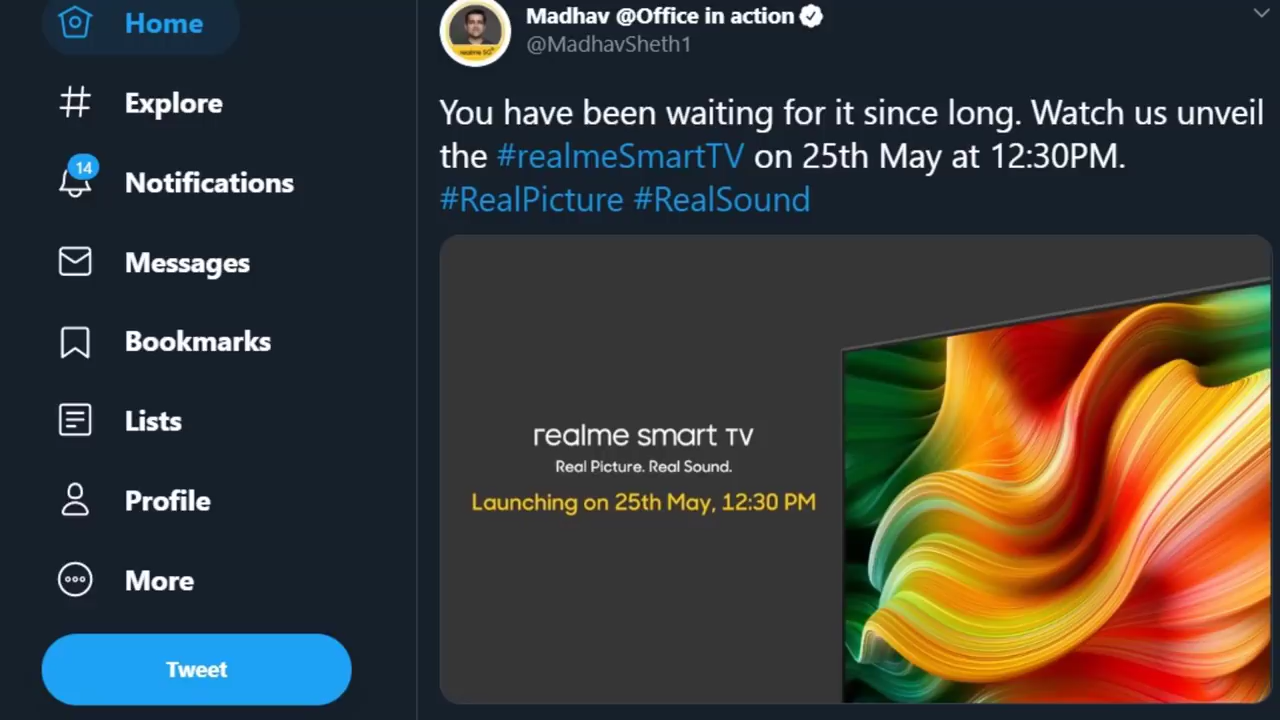 Home
Explore
14
Notifications
Messages
Bookmarks
Lists
Profile
More
Tweet
Madhav @Office in action
@MadhavSheth1
You have been waiting for it since long. Watch us unveil
the #realmeSmartTV on 25th May at 12:30PM.
#RealPicture #RealSound
realme smart TV
Real Picture. Real Sound.
Launching on 25th May, 12:30 PM